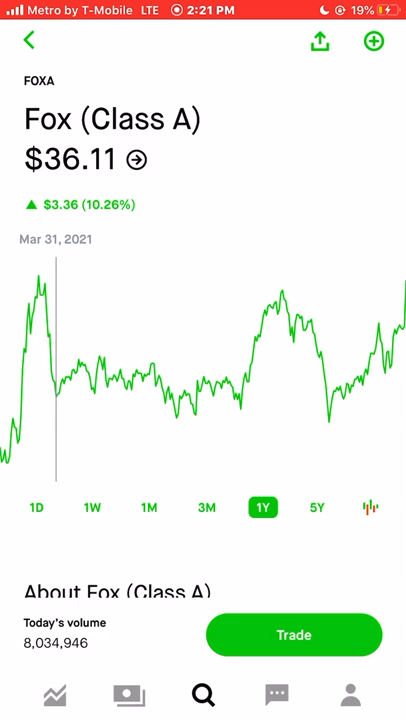 Metro by T-Mobile LTE 2:21 PM 19%
FOXA
Fox (Class A)
$36.11
$3.36 (10.26%)
Mar 31, 2021
1D 1W 1M 3M 1Y 5Y
About Fox (Class A)
Today's volume
8,034,946
Trade